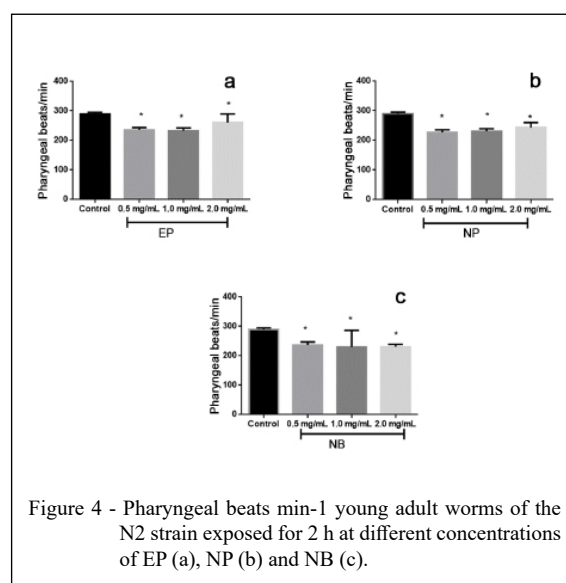 a
Pharyngeal beats/min
400
300
200
100
0
* * *
Control 0.5 mg/mL 1,0 mg/mL 2.0 mg/mL
EP
b
Pharyngeal beats/min
400
300
200
100
0
* * *
Control 0.5 mg/mL 1.0 mg/mL 2.0 mg/mL
NP
c
Pharyngeal beats/min
400
300
200
100
0
* * *
Control 0.5 mg/mL 1.0 mg/mL 2.0 mg/mL
NB
Figure 4 - Pharyngeal beats min-1 young adult worms of the
N2 strain exposed for 2 h at different concentrations
of EP (a), NP (b) and NB (c).